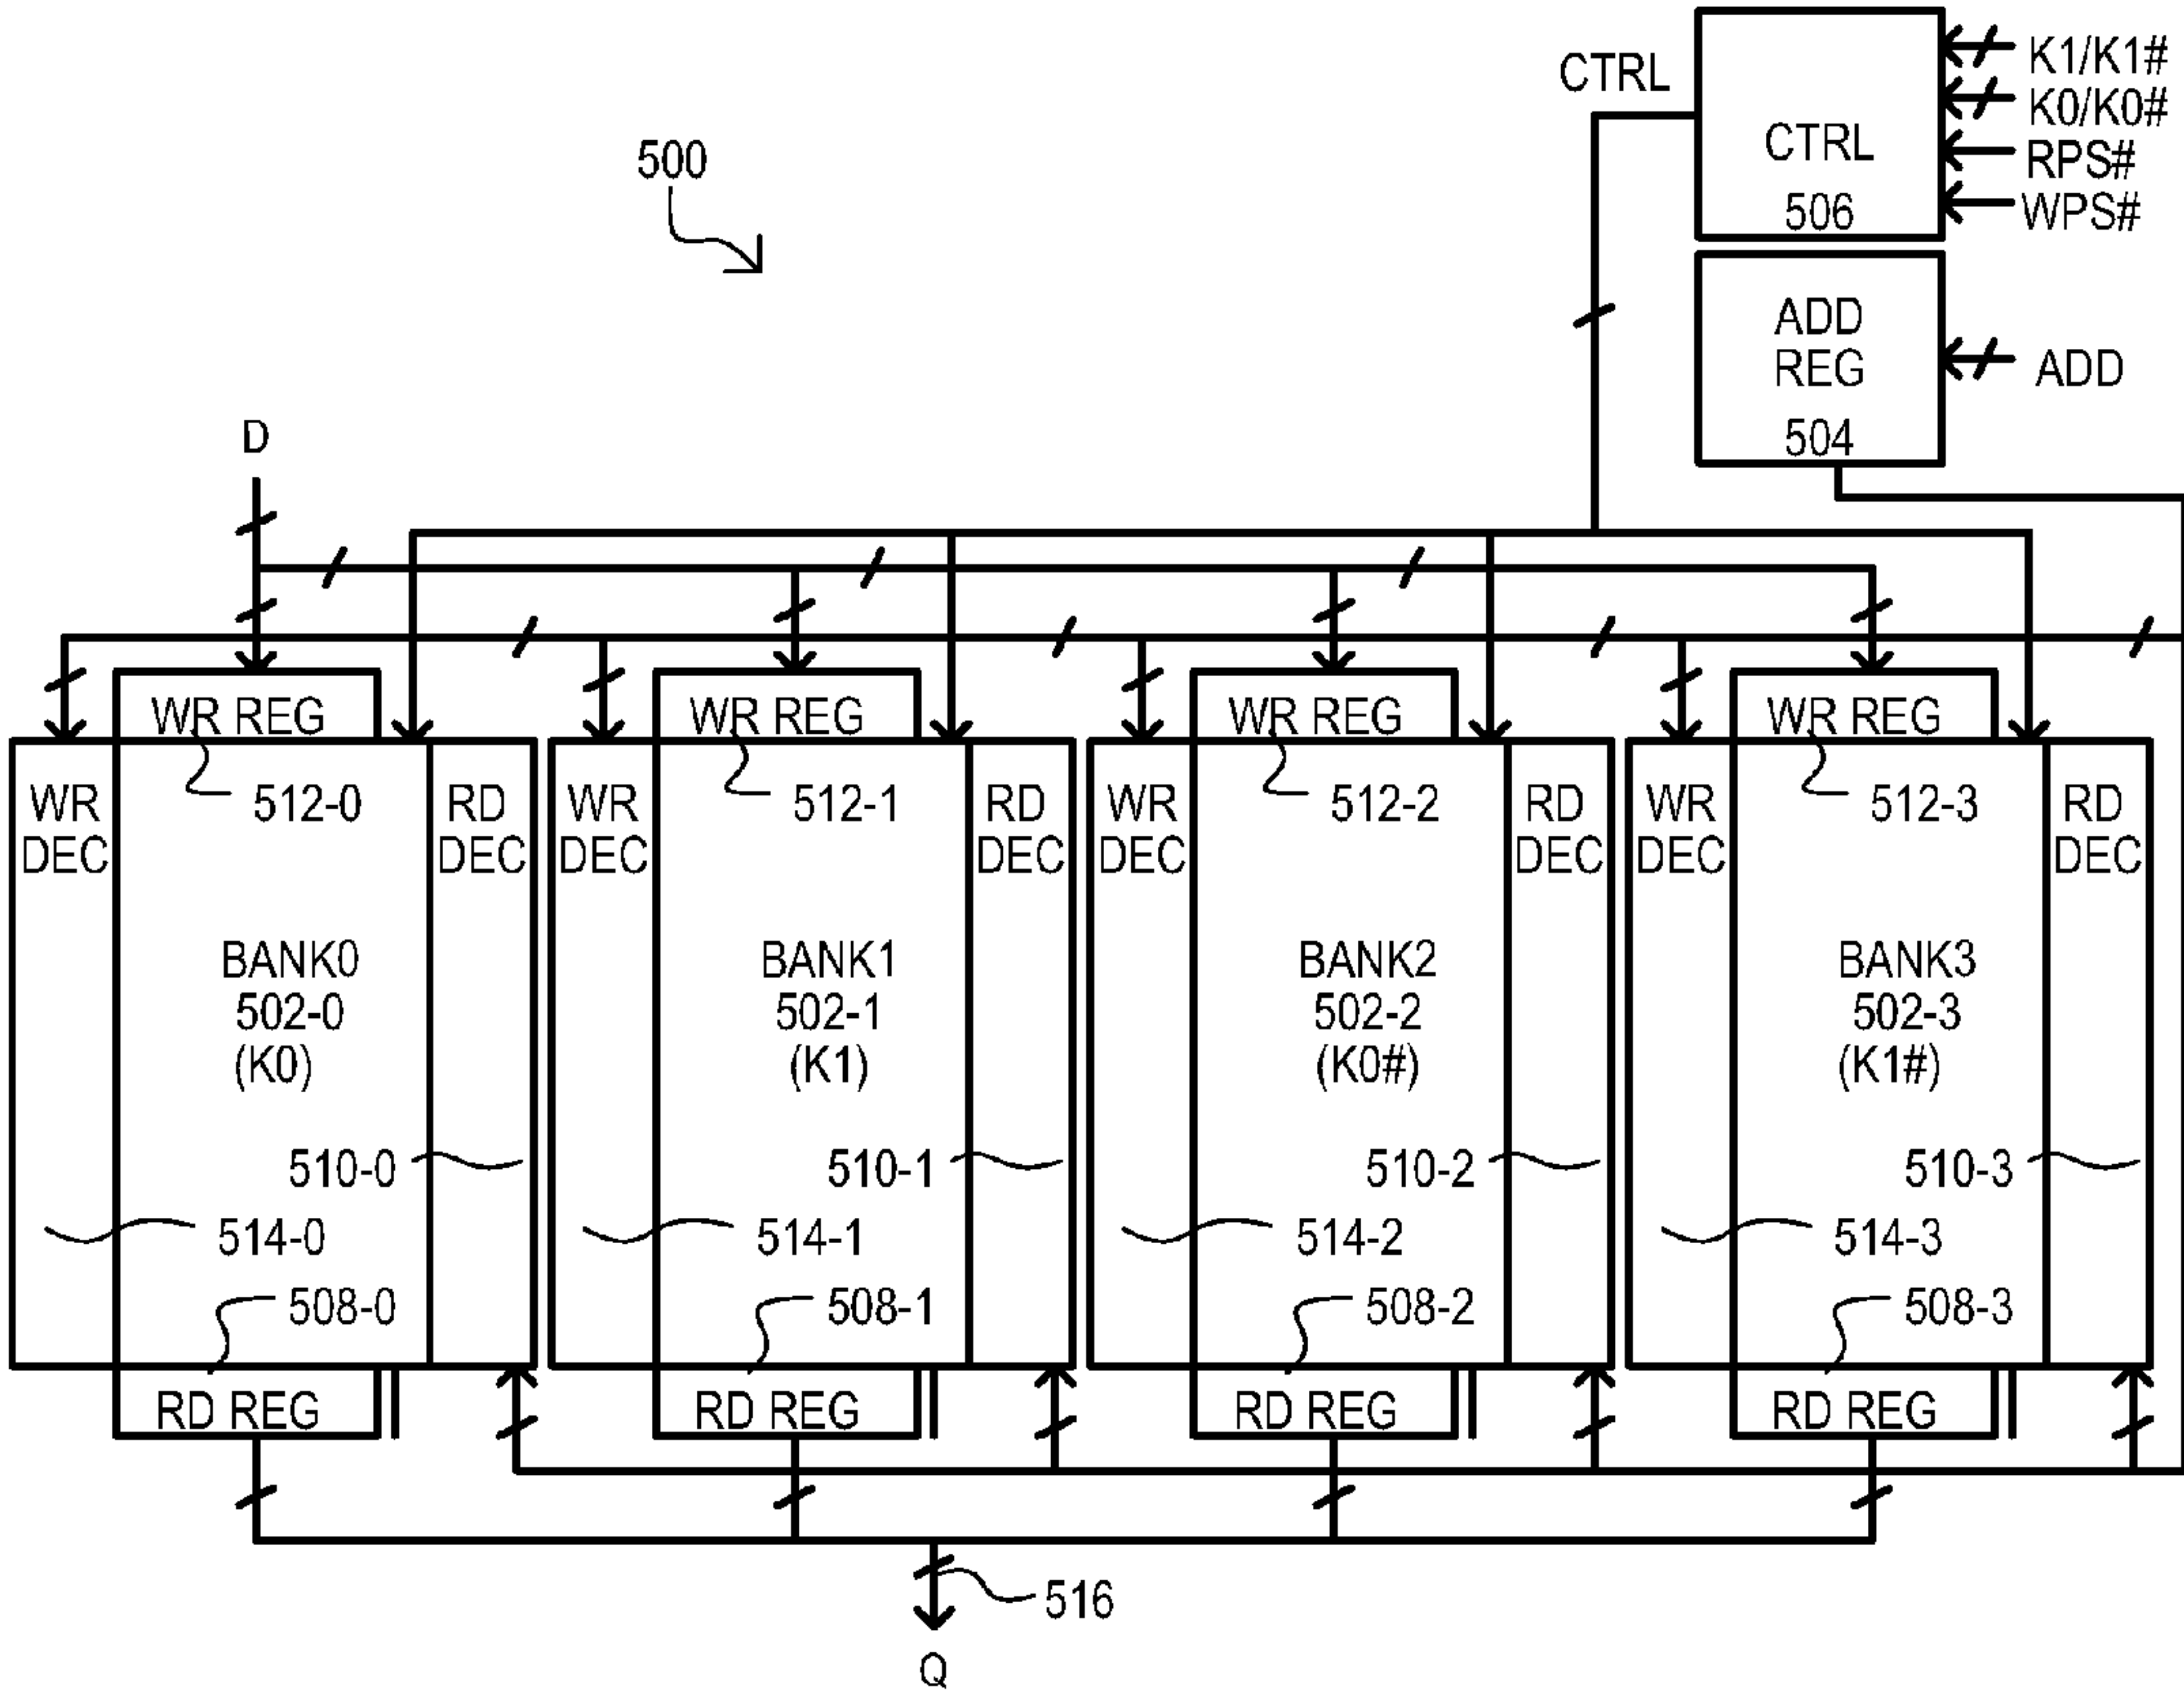 K1/K1#
CTRL
K0/K0#
CTRL
RPS#
500
506
WPS#
ADD
REG
ADD
504
D
WR REG
WR REG
WR REG
WR REG
WR
DEC
512-0
RD
DEC
WR
DEC
512-1
RD
DEC
WR
DEC
512-2
RD
DEC
WR
DEC
512-3
RD
DEC
BANK0
502-0
(K0)
BANK1
502-1
(K1)
BANK2
502-2
(K0#)
BANK3
502-3
(K1#)
510-0
510-1
510-2
510-3
514-0
514-1
514-2
514-3
508-0
508-1
508-2
508-3
RD REG
RD REG
RD REG
RD REG
516
Q